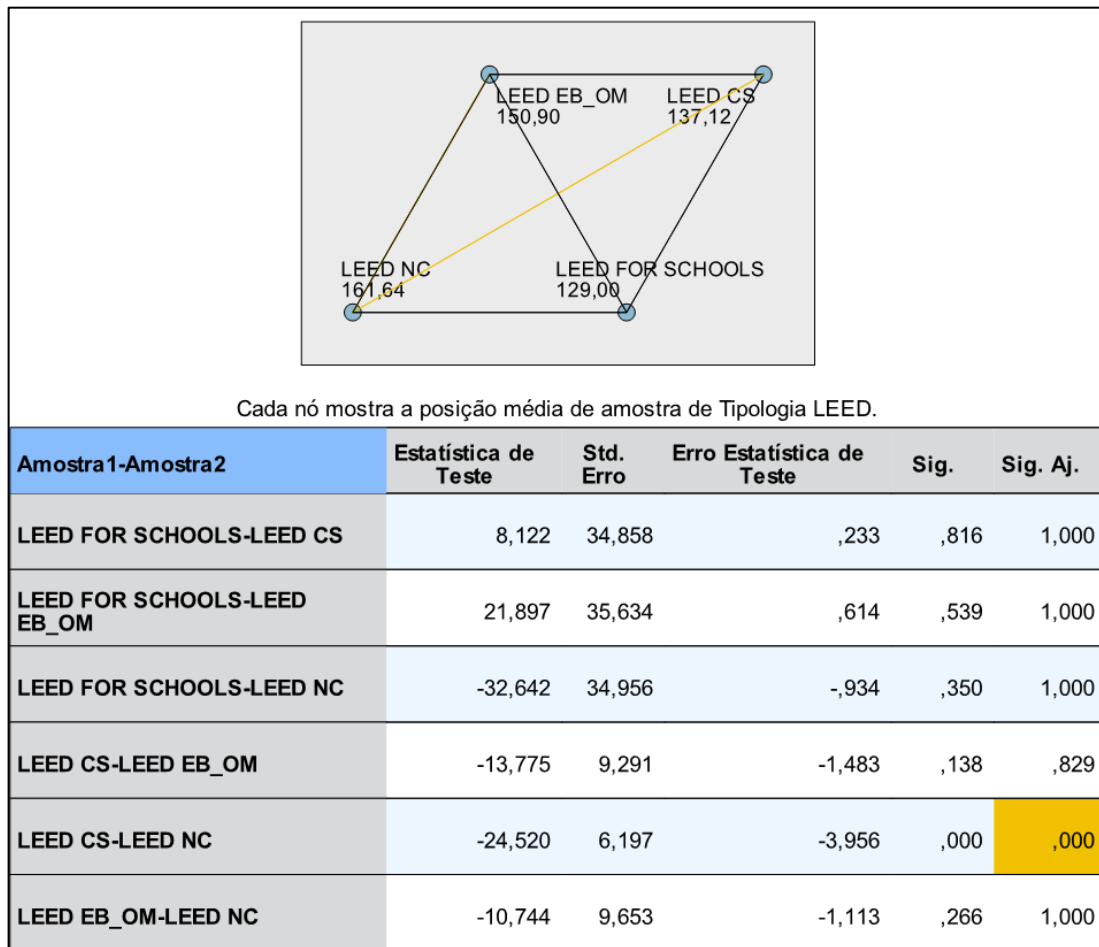 LEED EB_OM
150,90
LEED CS
137,12
LEED NC
161,64
LEED FOR SCHOOLS
129,00
Cada nó mostra a posição média de amostra de Tipologia LEED.
Amostra1-Amostra2 Estatística de Teste Std. Erro Erro Estatística de Teste Sig. Sig. Aj.
LEED FOR SCHOOLS-LEED CS 8,122 34,858 ,233 ,816 1,000
LEED FOR SCHOOLS-LEED EB_OM 21,897 35,634 ,614 ,539 1,000
LEED FOR SCHOOLS-LEED NC -32,642 34,956 -,934 ,350 1,000
LEED CS-LEED EB_OM -13,775 9,291 -1,483 ,138 ,829
LEED CS-LEED NC -24,520 6,197 -3,956 ,000 ,000
LEED EB_OM-LEED NC -10,744 9,653 -1,113 ,266 1,000